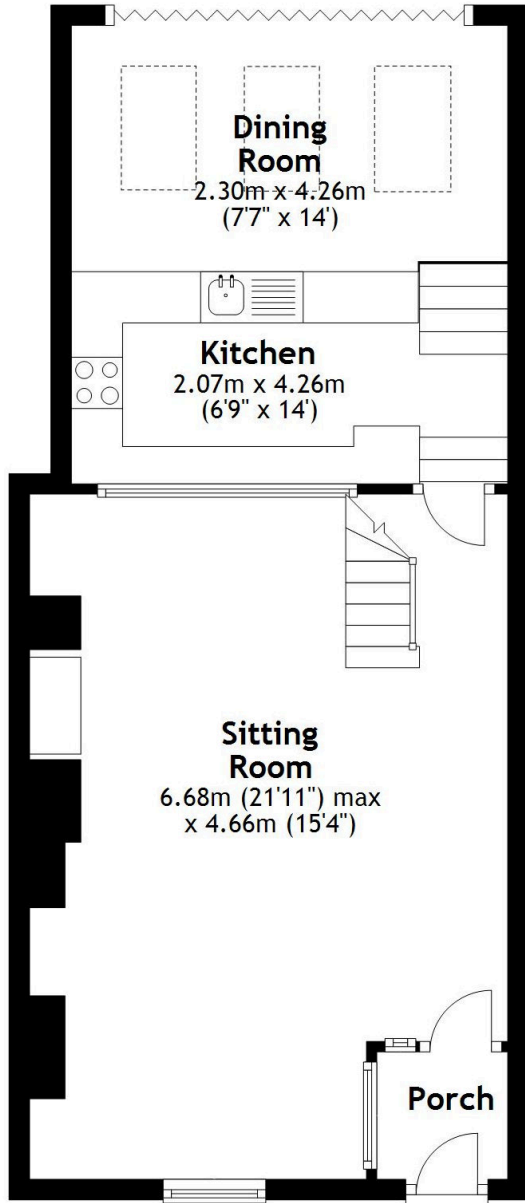 Dining
Room
2.30m x 4.26m
(7'7" x 14')
Kitchen
2.07m x 4.26m
(6'9" x 14')
Sitting
Room
6.68m (21'11") max
x 4.66m (15'4")
Porch